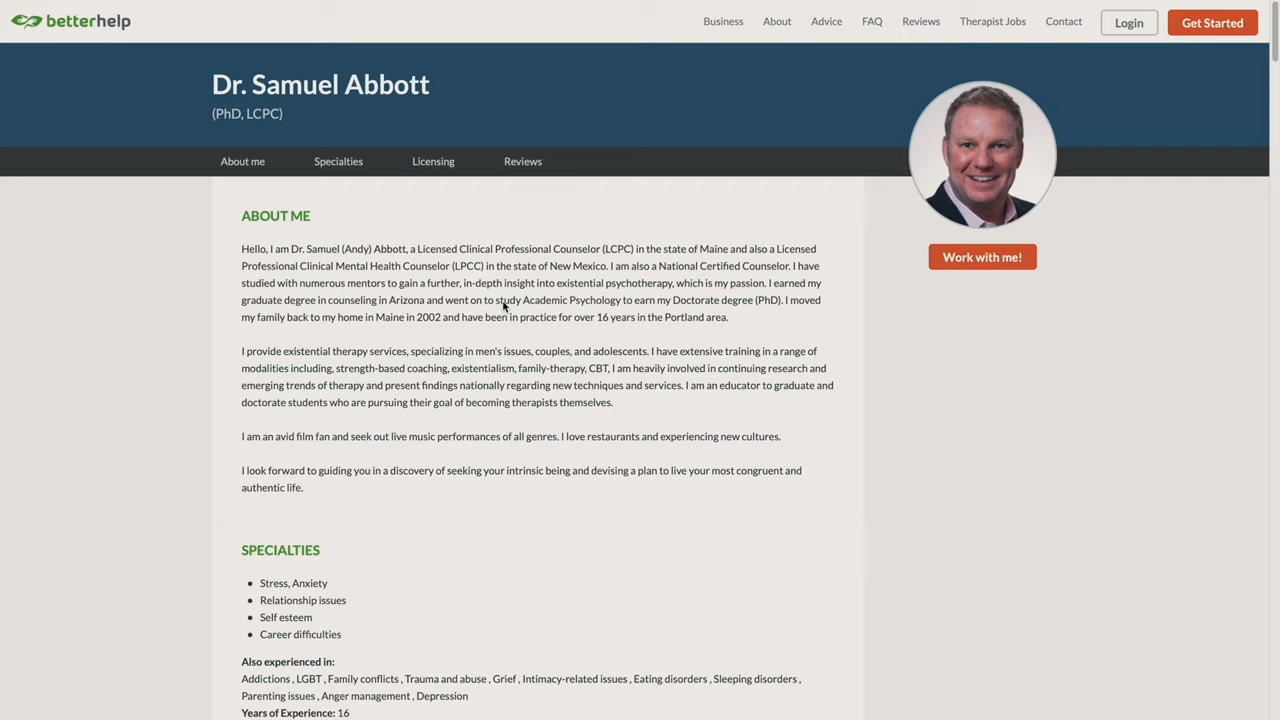 betterhelp
Business About Advice FAQ Reviews Therapist Jobs Contact Login Get Started
Dr. Samuel Abbott
(PhD, LCPC)
About me Specialties Licensing Reviews
ABOUT ME
Hello, I am Dr. Samuel (Andy) Abbott, a Licensed Clinical Professional Counselor (LCPC) in the state of Maine and also a Licensed
Professional Clinical Mental Health Counselor (LPCC) in the state of New Mexico. I am also a National Certified Counselor. I have
studied with numerous mentors to gain a further, in-depth insight into existential psychotherapy, which is my passion. I earned my
graduate degree in counseling in Arizona and went on to study Academic Psychology to earn my Doctorate degree (PhD). I moved
my family back to my home in Maine in 2002 and have been in practice for over 16 years in the Portland area.
Work with me!
I provide existential therapy services, specializing in men's issues, couples, and adolescents. I have extensive training in a range of
modalities including, strength-based coaching, existentialism, family-therapy, CBT, I am heavily involved in continuing research and
emerging trends of therapy and present findings nationally regarding new techniques and services. I am an educator to graduate and
doctorate students who are pursuing their goal of becoming therapists themselves.
I am an avid film fan and seek out live music performances of all genres. I love restaurants and experiencing new cultures.
I look forward to guiding you in a discovery of seeking your intrinsic being and devising a plan to live your most congruent and
authentic life.
SPECIALTIES
• Stress, Anxiety
• Relationship issues
• Self esteem
• Career difficulties
Also experienced in:
Addictions , LGBT , Family conflicts , Trauma and abuse , Grief , Intimacy-related issues , Eating disorders , Sleeping disorders ,
Parenting issues , Anger management , Depression
Years of Experience: 16